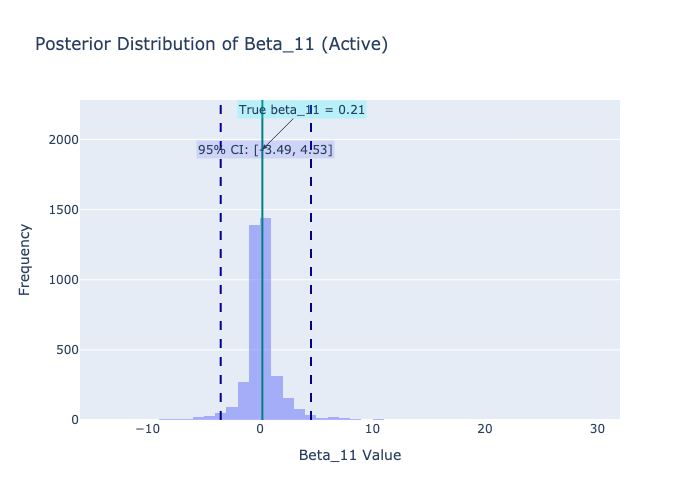 Posterior Distribution of Beta_11 (Active)
True beta_11 = 0.21
95% CI: [-3.49, 4.53]
Frequency
2000
1500
1000
500
0
−10
0
10
20
30
Beta_11 Value